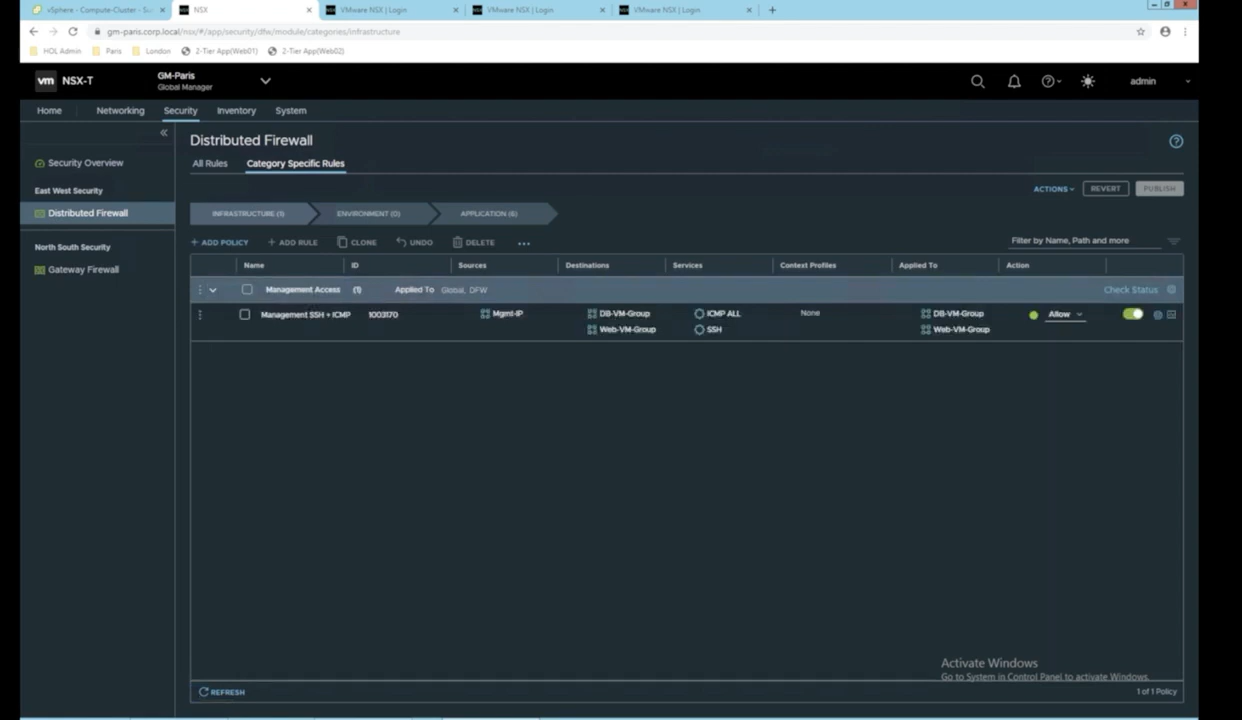 vSphere - Compute-Cluster - Su
NSX
VMware NSX | Login
VMware NSX | Login
VMware NSX | Login
gm-paris.corp.local/nsx/#/app/security/dfw/module/categories/infrastructure
HOL Admin Paris London 2-Tier App(Web01) 2-Tier App(Web02)
vm NSX-T GM-Paris
Global Manager
admin
Home Networking Security Inventory System
Security Overview
East West Security
Distributed Firewall
North South Security
Gateway Firewall
Distributed Firewall
All Rules Category Specific Rules
ACTIONS REVERT PUBLISH
INFRASTRUCTURE (1) ENVIRONMENT (0) APPLICATION (6)
+ ADD POLICY + ADD RULE CLONE UNDO DELETE ... Filter by Name, Path and more
Name ID Sources Destinations Services Context Profiles Applied To Action
Management Access (1) Applied To Global, DFW Check Status
Management SSH + ICMP 1003170 Mgmt-IP DB-VM-Group ICMP ALL None DB-VM-Group Allow
Web-VM-Group SSH Web-VM-Group
Activate Windows
Go to System in Control Panel to activate Windows.
REFRESH 1 of 1 Policy